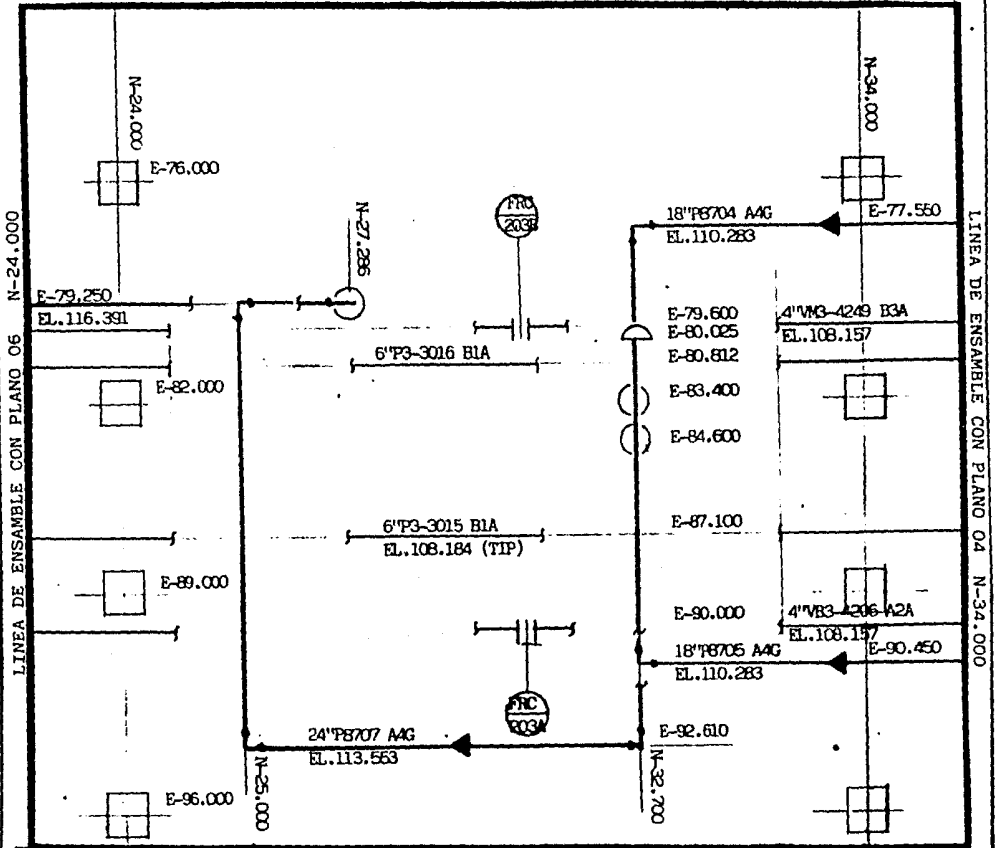 N-24.000
N-34.000
E-76.000
N-27.286
FRC
203B
18"P8704 A4G
EL.110.283
E-77.550
LINEA DE ENSAMBLE CON PLANO 06 N-24.000
LINEA DE ENSAMBLE CON PLANO 04 N-34.000
E-79.250
EL.116.391
E-79.600
E-80.025
E-80.812
4"VM3-4249 B3A
EL.108.157
6"P3-3016 B1A
E-82.000
E-83.400
E-84.600
6"P3-3015 B1A
EL.108.184 (TIP)
E-87.100
E-89.000
E-90.000
4"VB3-4206 A2A
EL.108.157
18"P8705 A4G
EL.110.283
E-90.450
FRC
203A
24"P8707 A4G
EL.113.553
E-92.610
N-25.000
N-32.700
E-96.000